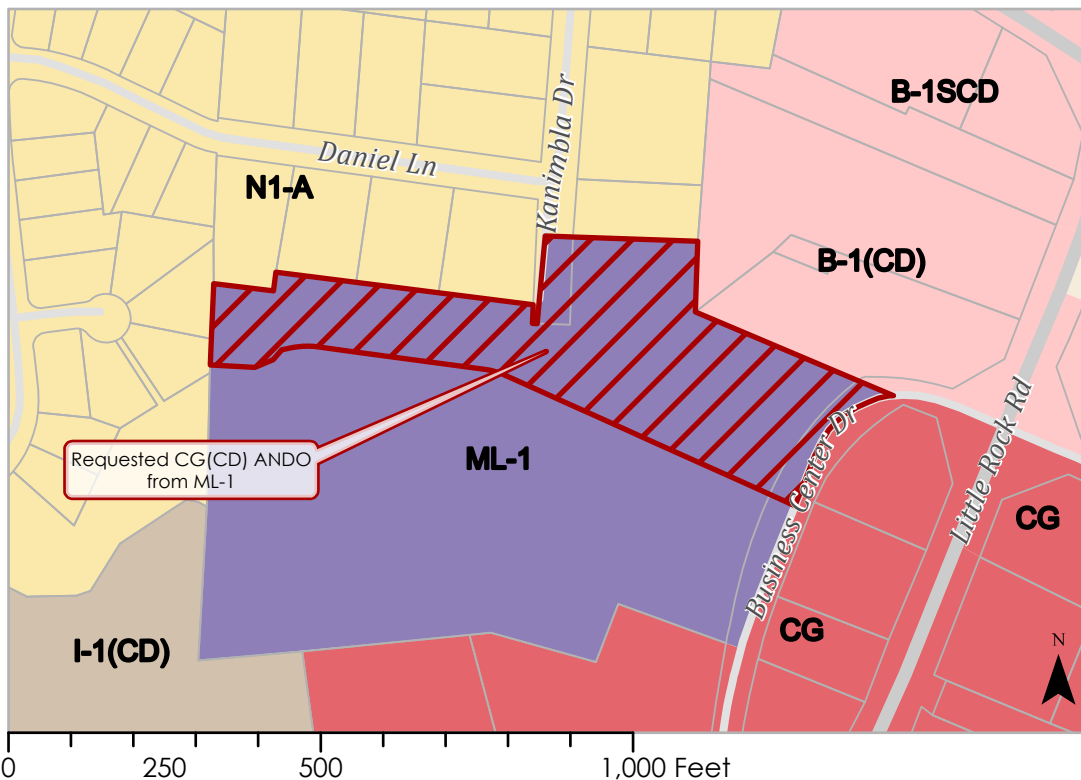 B-1SCD
Kanimbla Dr
Daniel Ln
N1-A
B-1(CD)
Requested CG(CD) ANDO
from ML-1
ML-1
Business Center Dr
Little Rock Rd
CG
CG
I-1(CD)
N
0 250 500 1,000 Feet